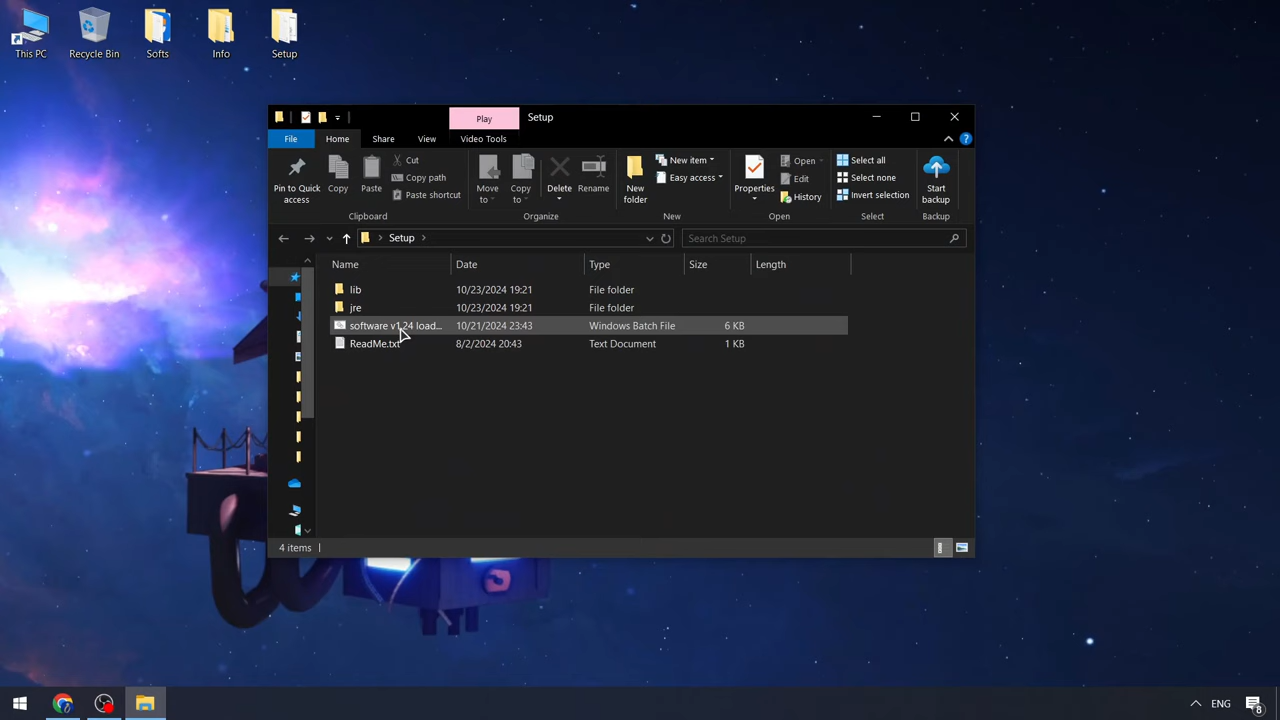 This PC
Recycle Bin
Softs
Info
Setup
Play
Setup
File
Home
Share
View
Video Tools
Pin to Quick access
Copy
Paste
Cut
Copy path
Paste shortcut
Move to
Copy to
Delete
Rename
New folder
New item
Easy access
Properties
Open
Edit
History
Select all
Select none
Invert selection
Start backup
Clipboard
Organize
New
Open
Select
Backup
Setup
Search Setup
Name
Date
Type
Size
Length
lib 10/23/2024 19:21 File folder
jre 10/23/2024 19:21 File folder
software v1.24 load... 10/21/2024 23:43 Windows Batch File 6 KB
ReadMe.txt 8/2/2024 20:43 Text Document 1 KB
4 items
ENG
8